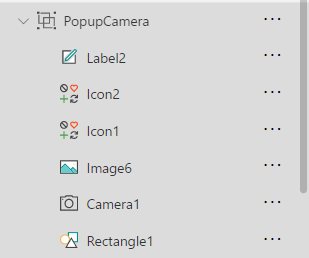 PopupCamera
Label2
Icon2
Icon1
Image6
Camera1
Rectangle1